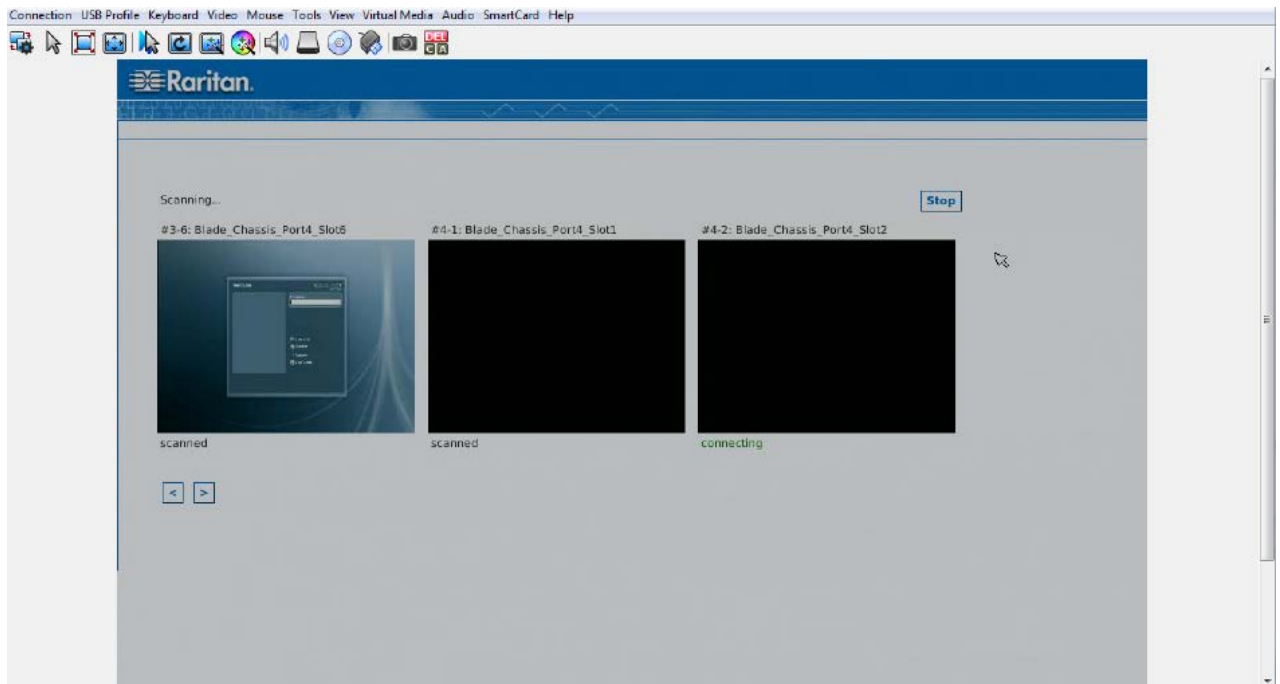 Connection USB Profile Keyboard Video Mouse Tools View Virtual Media Audio SmartCard Help
DEL
C A
Raritan.
Scanning...
Stop
#3-6: Blade_Chassis_Port4_Slot6
#4-1: Blade_Chassis_Port4_Slot1
#4-2: Blade_Chassis_Port4_Slot2
scanned
scanned
connecting
< >